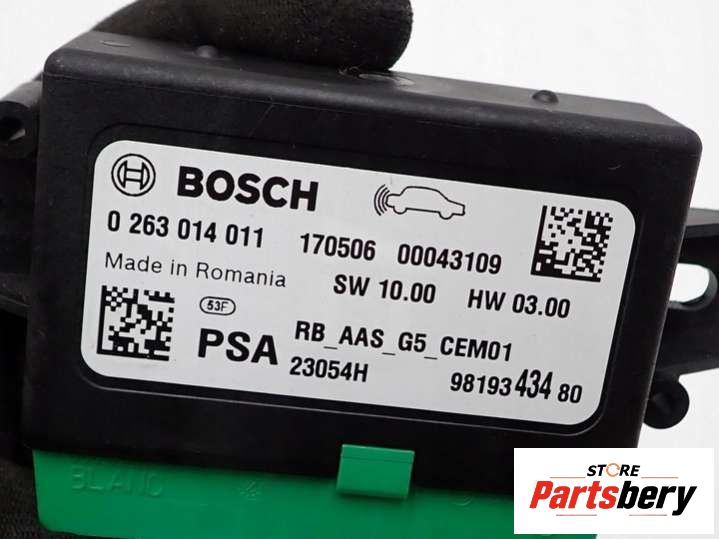 BOSCH
0 263 014 011 170506 00043109
Made in Romania SW 10.00 HW 03.00
53F
PSA RB_AAS_G5_CEM01
23054H 98193 434 80
BLANC
STORE
Partsbery